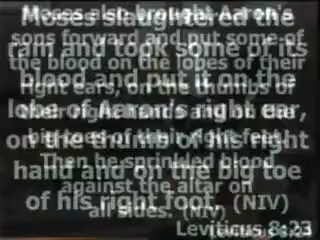 Moses slaughtered the
ram and took some of its
blood and put it on the
lobe of Aaron's right ear,
on the thumb of his right
hand and on the big toe
of his right foot. (NIV)
Leviticus 8:23
Moses also brought Aaron's
sons forward and put some of
the blood on the lobes of their
right ears, on the thumbs of
their right hands and on the
big toes of their right feet.
Then he sprinkled blood
against the altar on
all sides. (NIV)